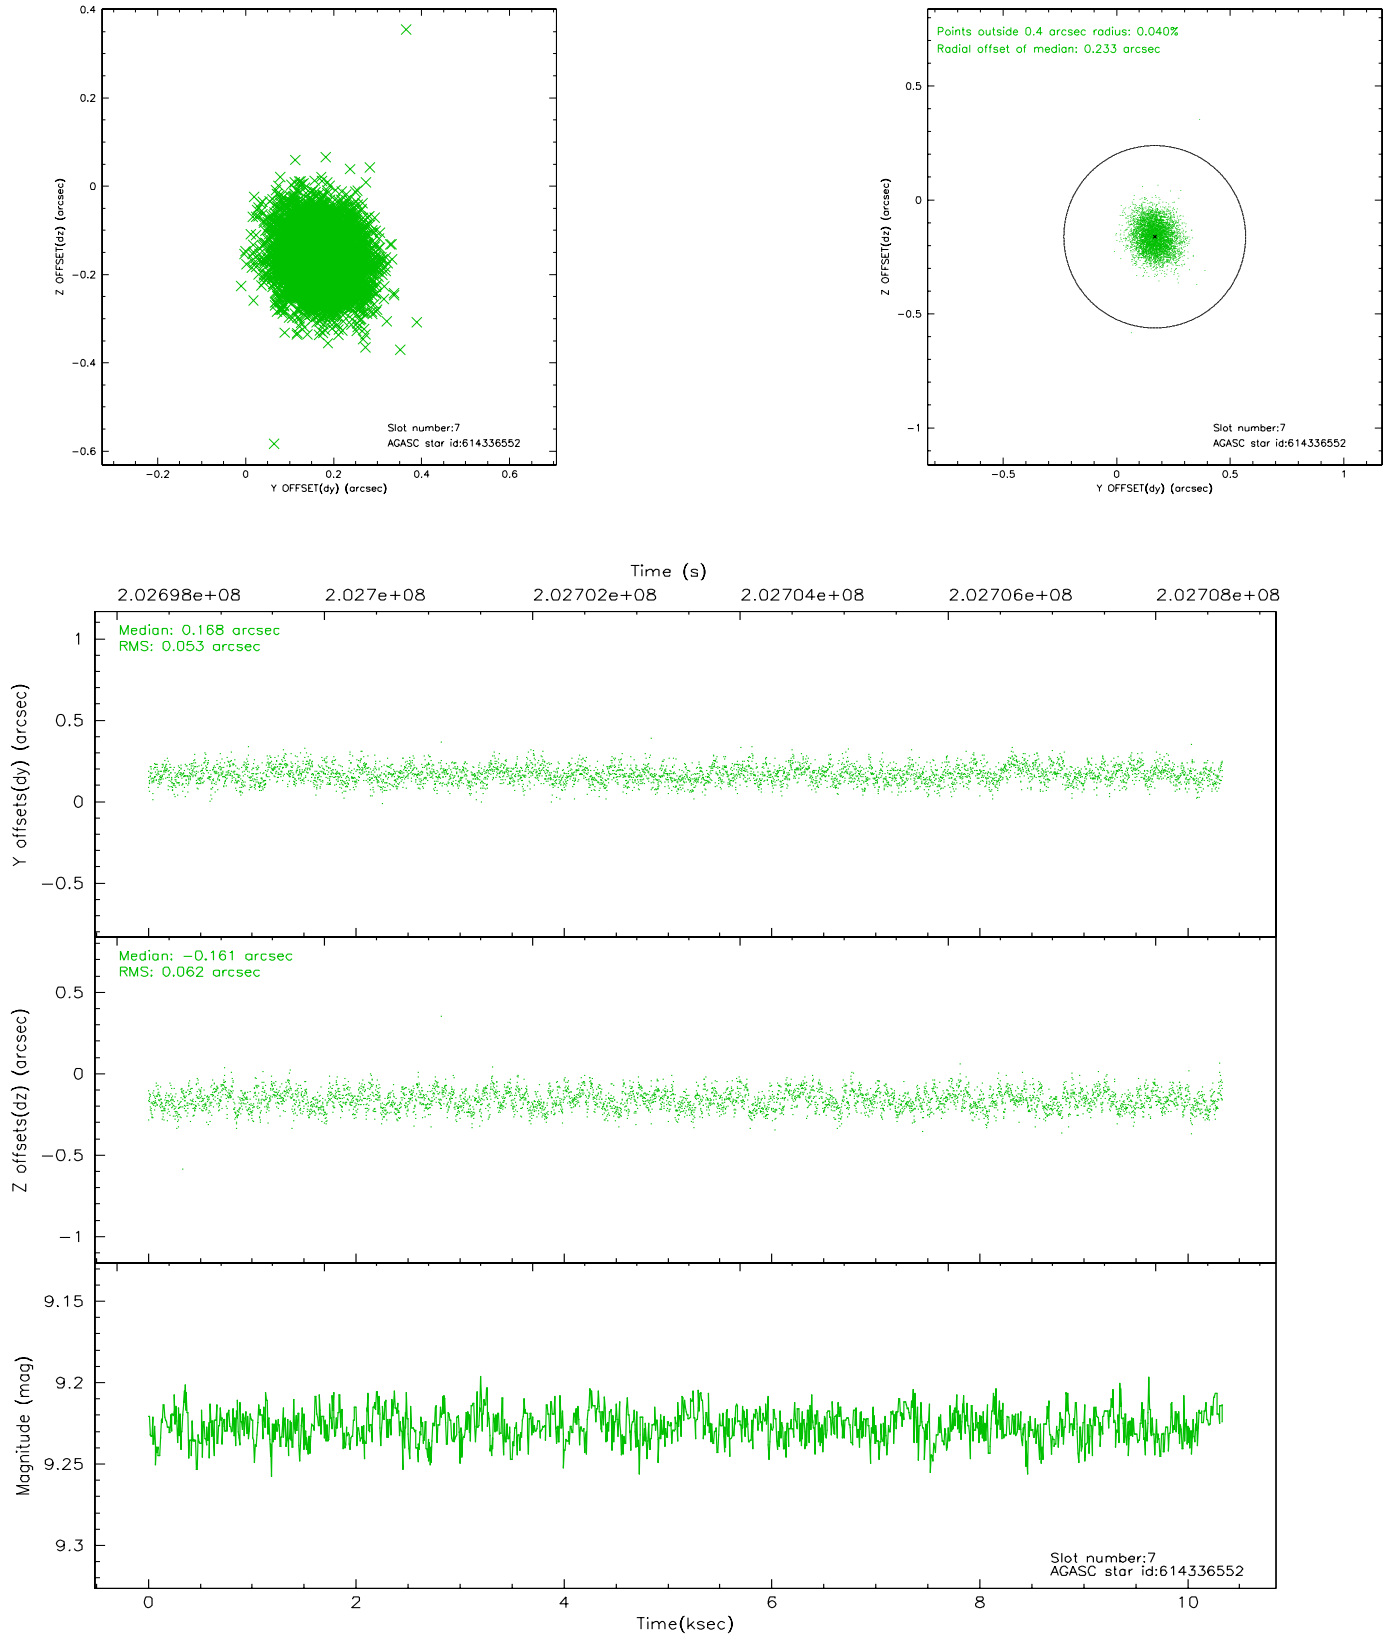 0.4
0.2
0
−0.2
−0.4
−0.6
Z OFFSET(dz) (arcsec)
−0.2 0 0.2 0.4 0.6
Y OFFSET(dy) (arcsec)
Slot number:7
AGASC star id:614336552
Points outside 0.4 arcsec radius: 0.040%
Radial offset of median: 0.233 arcsec
0.5
0
−0.5
−1
Z OFFSET(dz) (arcsec)
−0.5 0 0.5 1
Y OFFSET(dy) (arcsec)
Slot number:7
AGASC star id:614336552
Time (s)
2.02698e+08 2.027e+08 2.02702e+08 2.02704e+08 2.02706e+08 2.02708e+08
Median: 0.168 arcsec
RMS: 0.053 arcsec
1
0.5
0
−0.5
Y offsets(dy) (arcsec)
Median: −0.161 arcsec
RMS: 0.062 arcsec
0.5
0
−0.5
−1
Z offsets(dz) (arcsec)
9.15
9.2
9.25
9.3
Magnitude (mag)
Slot number:7
AGASC star id:614336552
0 2 4 6 8 10
Time(ksec)